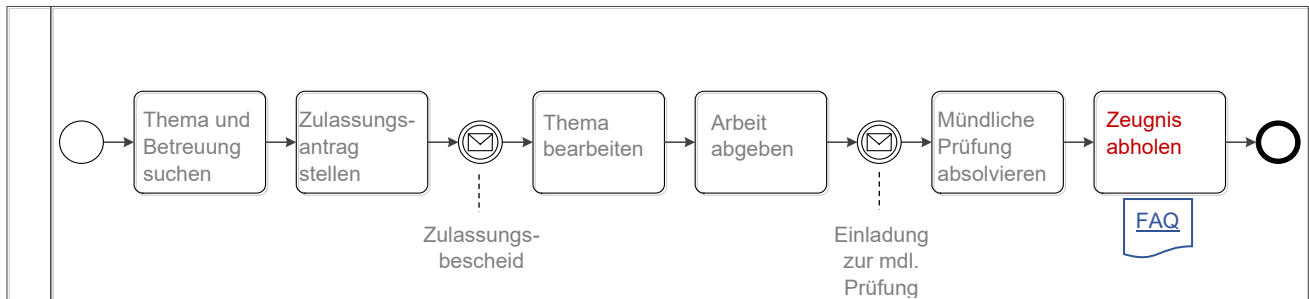 Thema und
Betreuung
suchen
Zulassungs-
antrag
stellen
Zulassungs-
bescheid
Thema
bearbeiten
Arbeit
abgeben
Einladung
zur mdl.
Prüfung
Mündliche
Prüfung
absolvieren
Zeugnis
abholen
FAQ